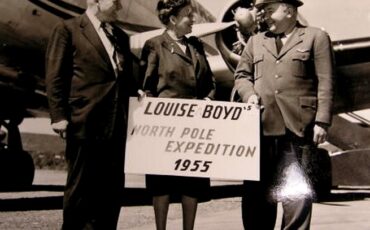 LOUISE BOYD'S
NORTH POLE
EXPEDITION
1955